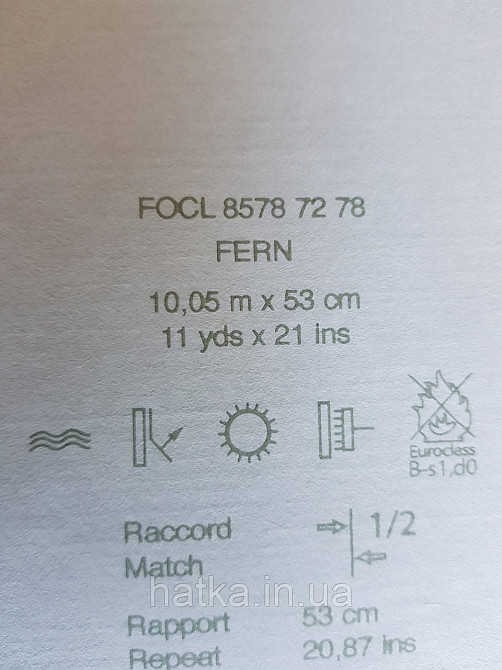 FOCL 8578 72 78
FERN
10,05 m x 53 cm
11 yds x 21 ins
Euroclass
B-s1,d0
Raccord 1/2
Match
hatka.in.ua
Rapport 53 cm
Repeat 20,87 ins